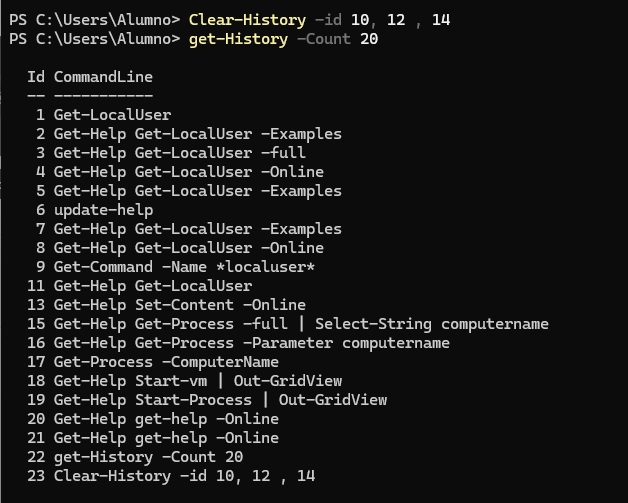 PS C:\Users\Alumno> Clear-History -id 10, 12 , 14
PS C:\Users\Alumno> get-History -Count 20
Id CommandLine
-- -----------
1 Get-LocalUser
2 Get-Help Get-LocalUser -Examples
3 Get-Help Get-LocalUser -full
4 Get-Help Get-LocalUser -Online
5 Get-Help Get-LocalUser -Examples
6 update-help
7 Get-Help Get-LocalUser -Examples
8 Get-Help Get-LocalUser -Online
9 Get-Command -Name *localuser*
11 Get-Help Get-LocalUser
13 Get-Help Set-Content -Online
15 Get-Help Get-Process -full | Select-String computername
16 Get-Help Get-Process -Parameter computername
17 Get-Process -ComputerName
18 Get-Help Start-vm | Out-GridView
19 Get-Help Start-Process | Out-GridView
20 Get-Help get-help -Online
21 Get-Help get-help -Online
22 get-History -Count 20
23 Clear-History -id 10, 12 , 14